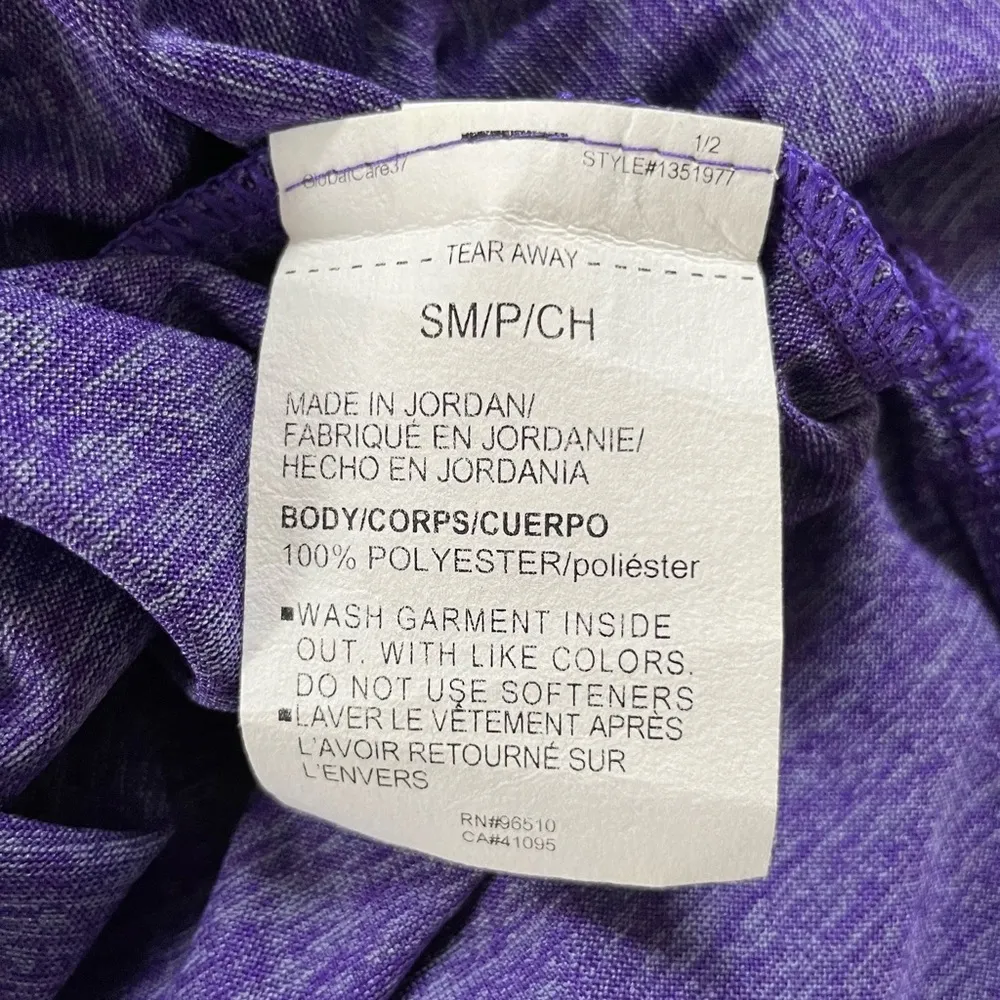 GlobalCare37
1/2
STYLE#1351977
TEAR AWAY
SM/P/CH
MADE IN JORDAN/
FABRIQUÉ EN JORDANIE/
HECHO EN JORDANIA
BODY/CORPS/CUERPO
100% POLYESTER/poliéster
■WASH GARMENT INSIDE
OUT, WITH LIKE COLORS.
DO NOT USE SOFTENERS
■LAVER LE VÊTEMENT APRÈS
L'AVOIR RETOURNÉ SUR
L'ENVERS
RN#96510
CA#41095